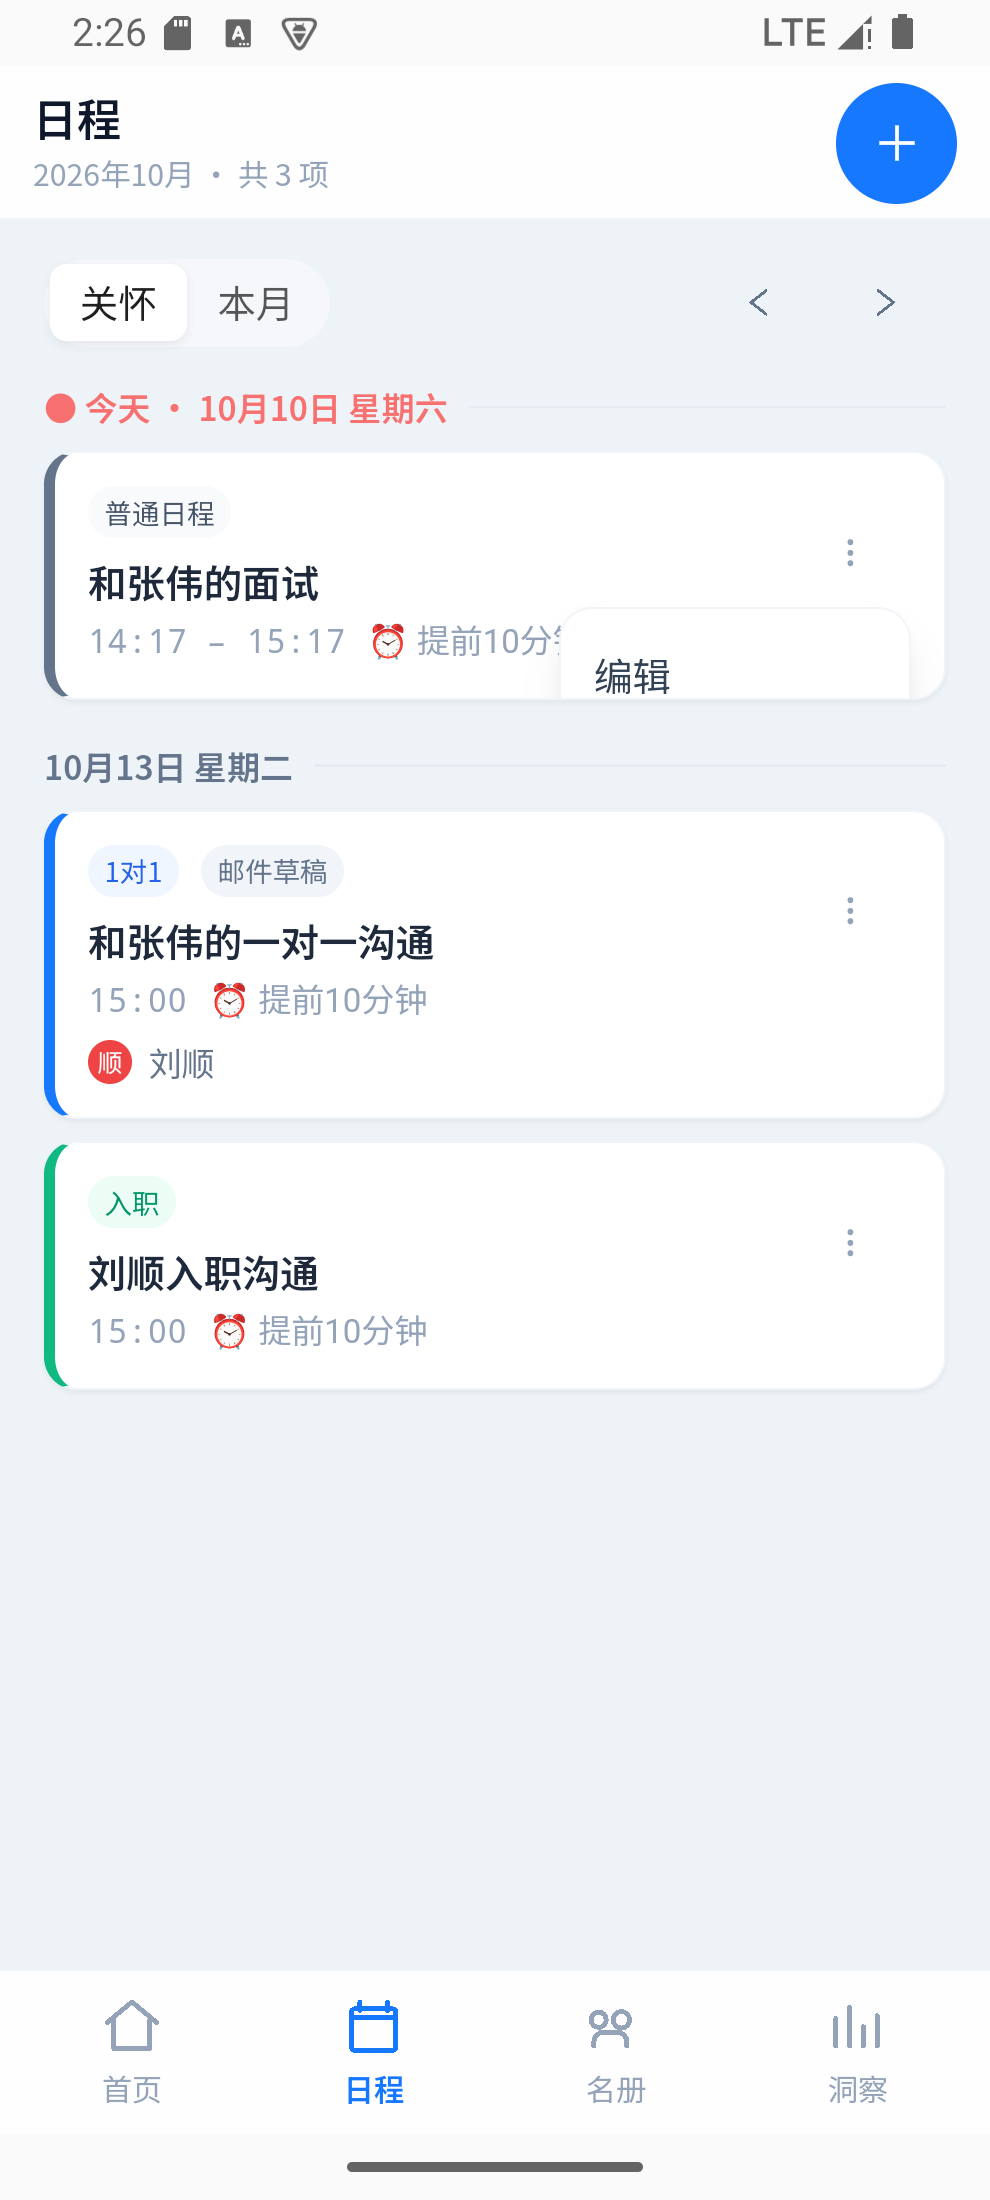 2:26
LTE
日程
2026年10月 · 共 3 项
关怀 本月
今天 · 10月10日 星期六
普通日程
和张伟的面试
14:17 – 15:17 ⏰ 提前10分
编辑
10月13日 星期二
1对1 邮件草稿
和张伟的一对一沟通
15:00 ⏰ 提前10分钟
顺 刘顺
入职
刘顺入职沟通
15:00 ⏰ 提前10分钟
首页 日程 名册 洞察